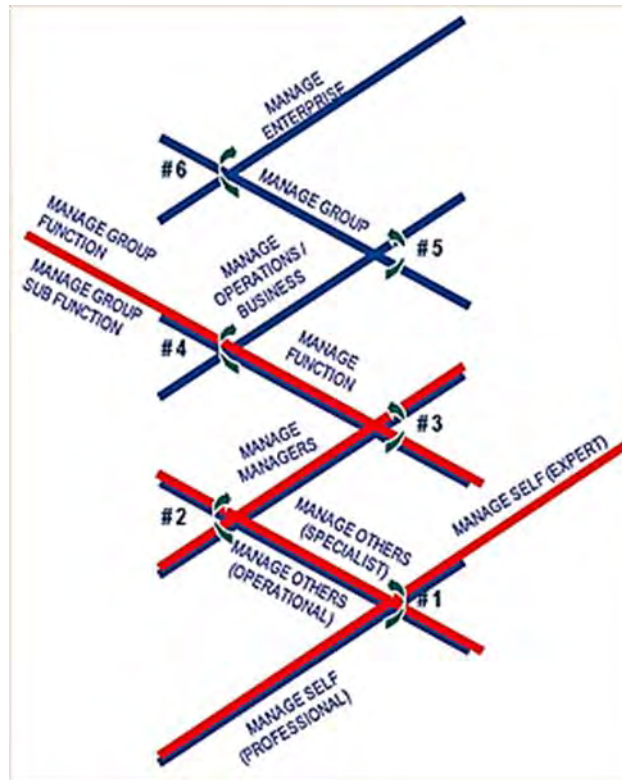 MANAGE
ENTERPRISE
#6
MANAGE GROUP
MANAGE GROUP
FUNCTION
#5
MANAGE
OPERATIONS /
BUSINESS
MANAGE GROUP
SUB FUNCTION
#4
MANAGE
FUNCTION
#3
MANAGE
MANAGERS
MANAGE SELF (EXPERT)
#2
MANAGE OTHERS
(SPECIALIST)
MANAGE OTHERS
(OPERATIONAL)
#1
MANAGE SELF
(PROFESSIONAL)